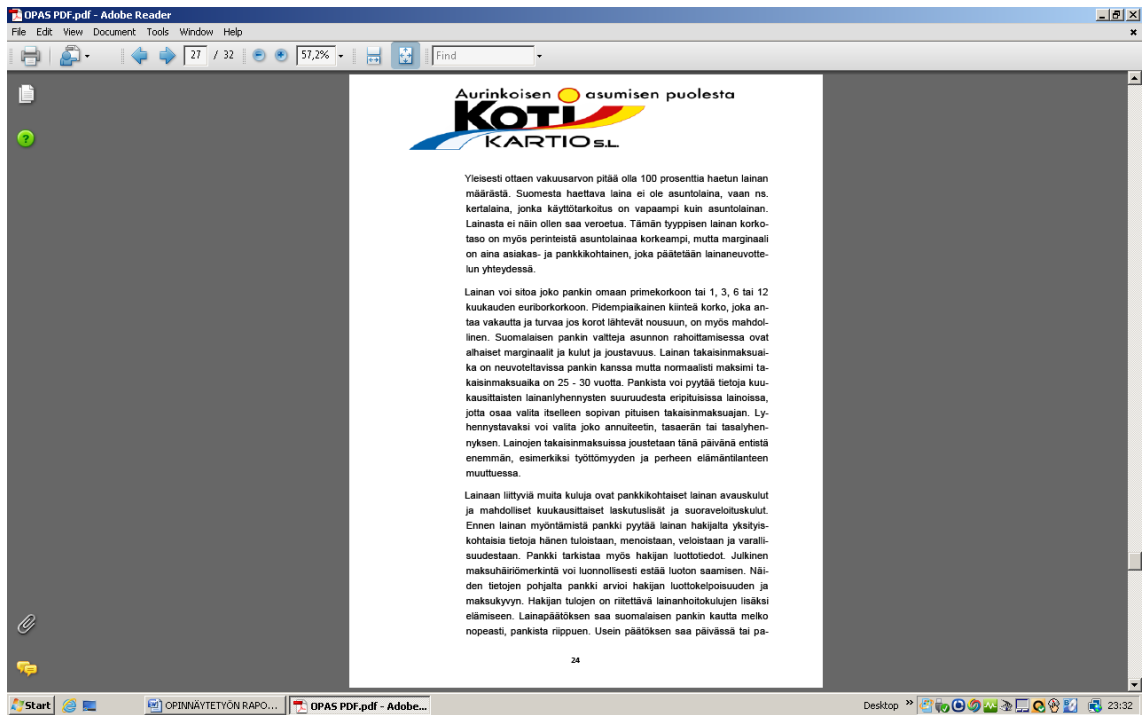 OPAS PDF.pdf - Adobe Reader
File Edit View Document Tools Window Help
27 / 32 57,2% Find
Aurinkoisen asumisen puolesta
KOTI
KARTIO S.L.
Yleisesti ottaen vakuusarvon pitää olla 100 prosenttia haetun lainan
määrästä. Suomesta haettava laina ei ole asuntolaina, vaan ns.
kertalaina, jonka käyttötarkoitus on vapaampi kuin asuntolainan.
Lainasta ei näin ollen saa veroetua. Tämän tyyppisen lainan korko-
taso on myös perinteistä asuntolainaa korkeampi, mutta marginaali
on aina asiakas- ja pankkikohtainen, joka päätetään lainaneuvotte-
lun yhteydessä.
Lainan voi sitoa joko pankin omaan primekorkoon tai 1, 3, 6 tai 12
kuukauden euriborkorkoon. Pidempiaikainen kiinteä korko, joka an-
taa vakautta ja turvaa jos korot lähtevät nousuun, on myös mahdol-
linen. Suomalaisen pankin valtteja asunnon rahoittamisessa ovat
alhaiset marginaalit ja kulut ja joustavuus. Lainan takaisinmaksuai-
ka on neuvoteltavissa pankin kanssa mutta normaalisti maksimi ta-
kaisinmaksuaika on 25 - 30 vuotta. Pankista voi pyytää tietoja kuu-
kausittaisten lainanlyhennysten suuruudesta eripituisissa lainoissa,
jotta osaa valita itselleen sopivan pituisen takaisinmaksuajan. Ly-
hennystavaksi voi valita joko annuiteetin, tasaerän tai tasalyhen-
nyksen. Lainojen takaisinmaksuissa joustetaan tänä päivänä entistä
enemmän, esimerkiksi työttömyyden ja perheen elämäntilanteen
muuttuessa.
Lainaan liittyviä muita kuluja ovat pankkikohtaiset lainan avauskulut
ja mahdolliset kuukausittaiset laskutuslisät ja suoraveloituskulut.
Ennen lainan myöntämistä pankki pyytää lainan hakijalta yksityis-
kohtaisia tietoja hänen tuloistaan, menoistaan, veloistaan ja varalli-
suudestaan. Pankki tarkistaa myös hakijan luottotiedot. Julkinen
maksuhäiriömerkintä voi luonnollisesti estää luoton saamisen. Näi-
den tietojen pohjalta pankki arvioi hakijan luottokelpoisuuden ja
maksukyvyn. Hakijan tulojen on riitettävä lainanhoitokulujen lisäksi
elämiseen. Lainapäätöksen saa suomalaisen pankin kautta melko
nopeasti, pankista riippuen. Usein päätöksen saa päivässä tai pa-
24
Start OPINNÄYTETYÖN RAPO... OPAS PDF.pdf - Adobe... Desktop » 23:32